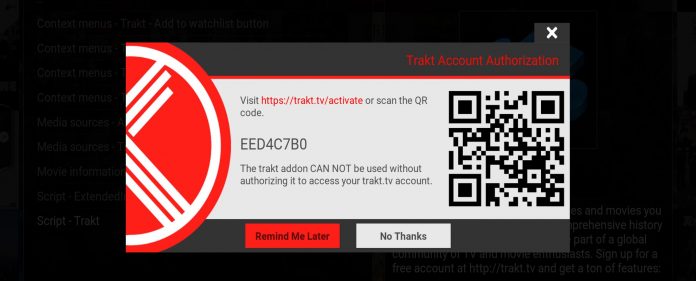 Context menus - Trakt - Add to watchlist button
Context menus - T
Context menus - T
Context menus - T
Media sources - A
Media sources -
Movie information
Script - ExtendedI
Script - Trakt
Trakt Account Authorization
Visit https://trakt.tv/activate or scan the QR
code.
EED4C7B0
The trakt addon CAN NOT be used without
authorizing it to access your trakt.tv account.
Remind Me Later
No Thanks
es and movies you
prehensive history
part of a global
community of TV and movie enthusiasts. Sign up for a
free account at http://trakt.tv and get a ton of features: